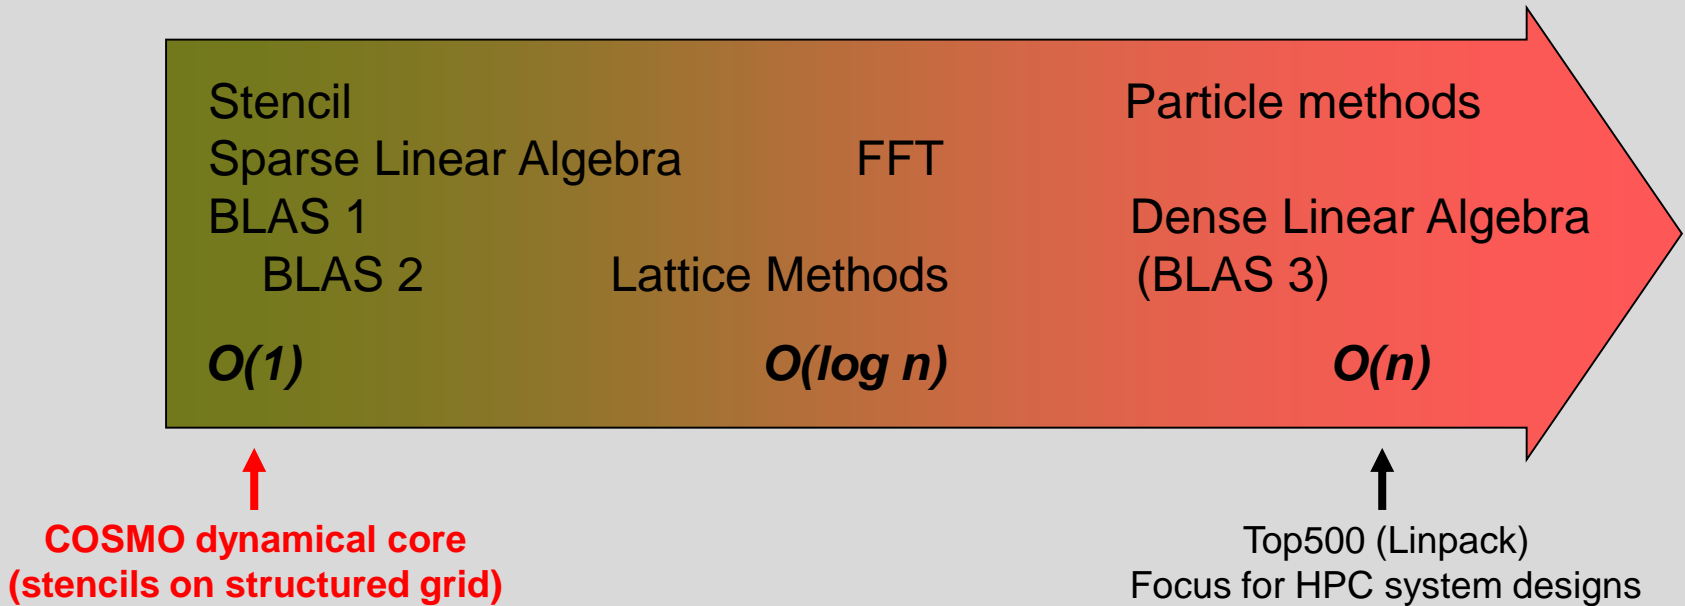 Stencil
Particle methods
Sparse Linear Algebra
FFT
BLAS 1
Dense Linear Algebra
BLAS 2
Lattice Methods
(BLAS 3)
O(1)
O(log n)
O(n)
COSMO dynamical core
(stencils on structured grid)
Top500 (Linpack)
Focus for HPC system designs